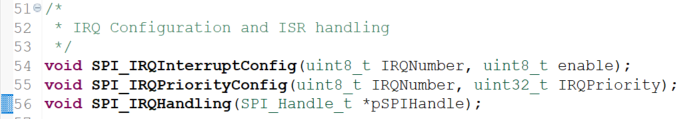 51 /*
52  * IRQ Configuration and ISR handling
53  */
54 void SPI_IRQInterruptConfig(uint8_t IRQNumber, uint8_t enable);
55 void SPI_IRQPriorityConfig(uint8_t IRQNumber, uint32_t IRQPriority);
56 void SPI_IRQHandling(SPI_Handle_t *pSPIHandle);